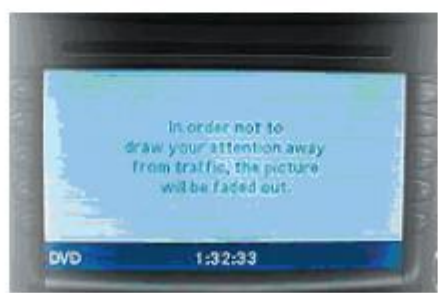 In order not to
draw your attention away
from traffic, the picture
will be faded out.
DVD 1:32:33